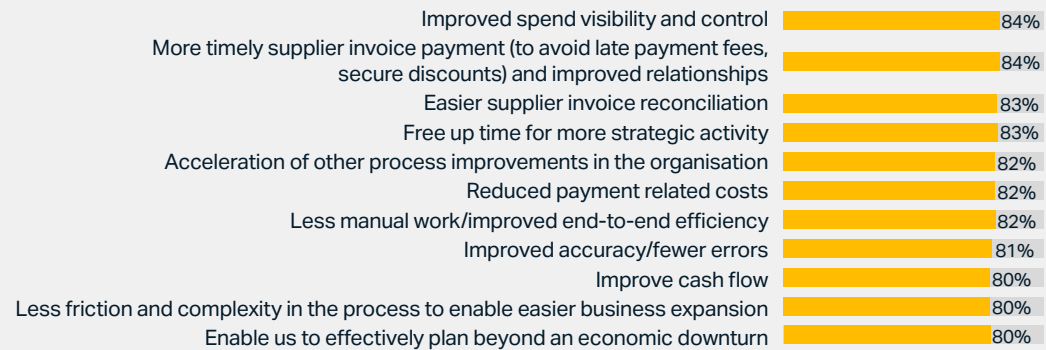 Improved spend visibility and control 84%
More timely supplier invoice payment (to avoid late payment fees,
secure discounts) and improved relationships 84%
Easier supplier invoice reconciliation 83%
Free up time for more strategic activity 83%
Acceleration of other process improvements in the organisation 82%
Reduced payment related costs 82%
Less manual work/improved end-to-end efficiency 82%
Improved accuracy/fewer errors 81%
Improve cash flow 80%
Less friction and complexity in the process to enable easier business expansion 80%
Enable us to effectively plan beyond an economic downturn 80%